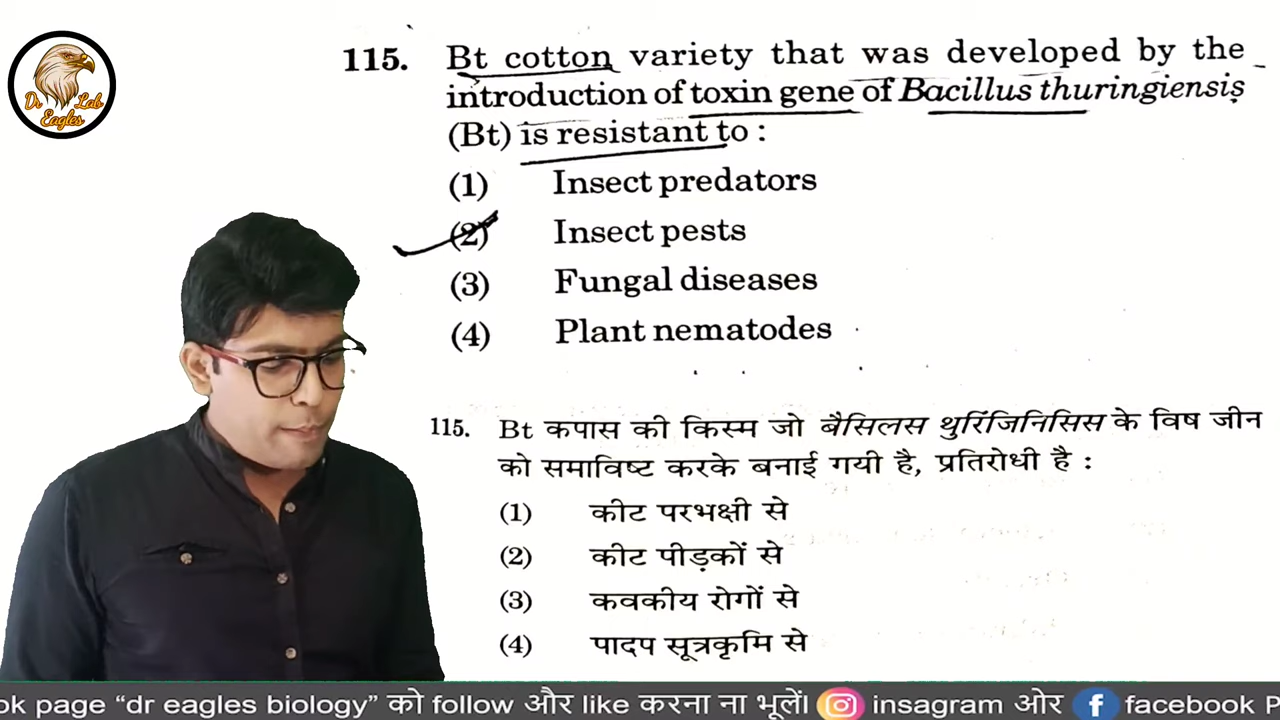 Dr Lab
Eagles
115. Bt cotton variety that was developed by the
introduction of toxin gene of Bacillus thuringiensis
(Bt) is resistant to :
(1) Insect predators
(2) Insect pests
(3) Fungal diseases
(4) Plant nematodes
115. Bt कपास की किस्म जो बैसिलस थुरिंजिनिसिस के विष जीन
को समाविष्ट करके बनाई गयी है, प्रतिरोधी है :
(1) कीट परभक्षी से
(2) कीट पीड़कों से
(3) कवकीय रोगों से
(4) पादप सूत्रकृमि से
ok page “dr eagles biology” को follow और like करना ना भूलें। insagram ओर facebook P